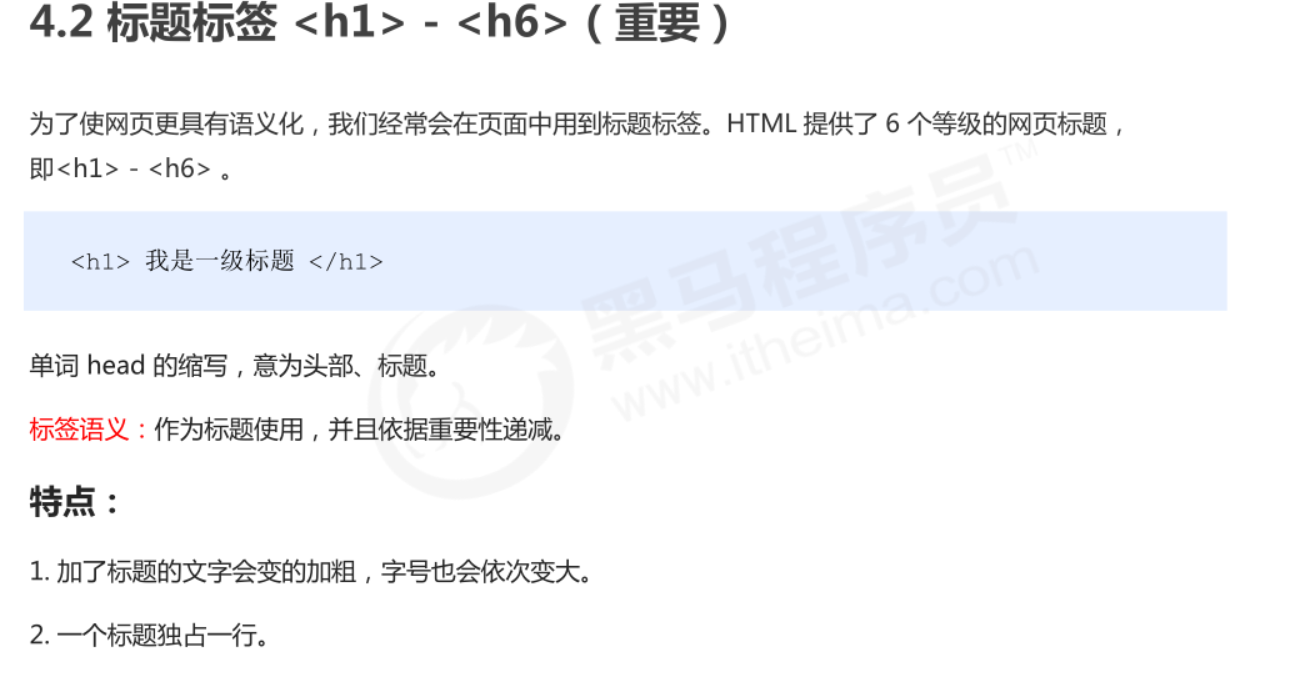 4.2 标题标签 <h1> - <h6>（重要）
为了使网页更具有语义化，我们经常会在页面中用到标题标签。HTML 提供了 6 个等级的网页标题，
即<h1> - <h6> 。
<h1> 我是一级标题 </h1>
单词 head 的缩写，意为头部、标题。
标签语义：作为标题使用，并且依据重要性递减。
特点：
1. 加了标题的文字会变的加粗，字号也会依次变大。
2. 一个标题独占一行。
黑马程序员™
www.itheima.com